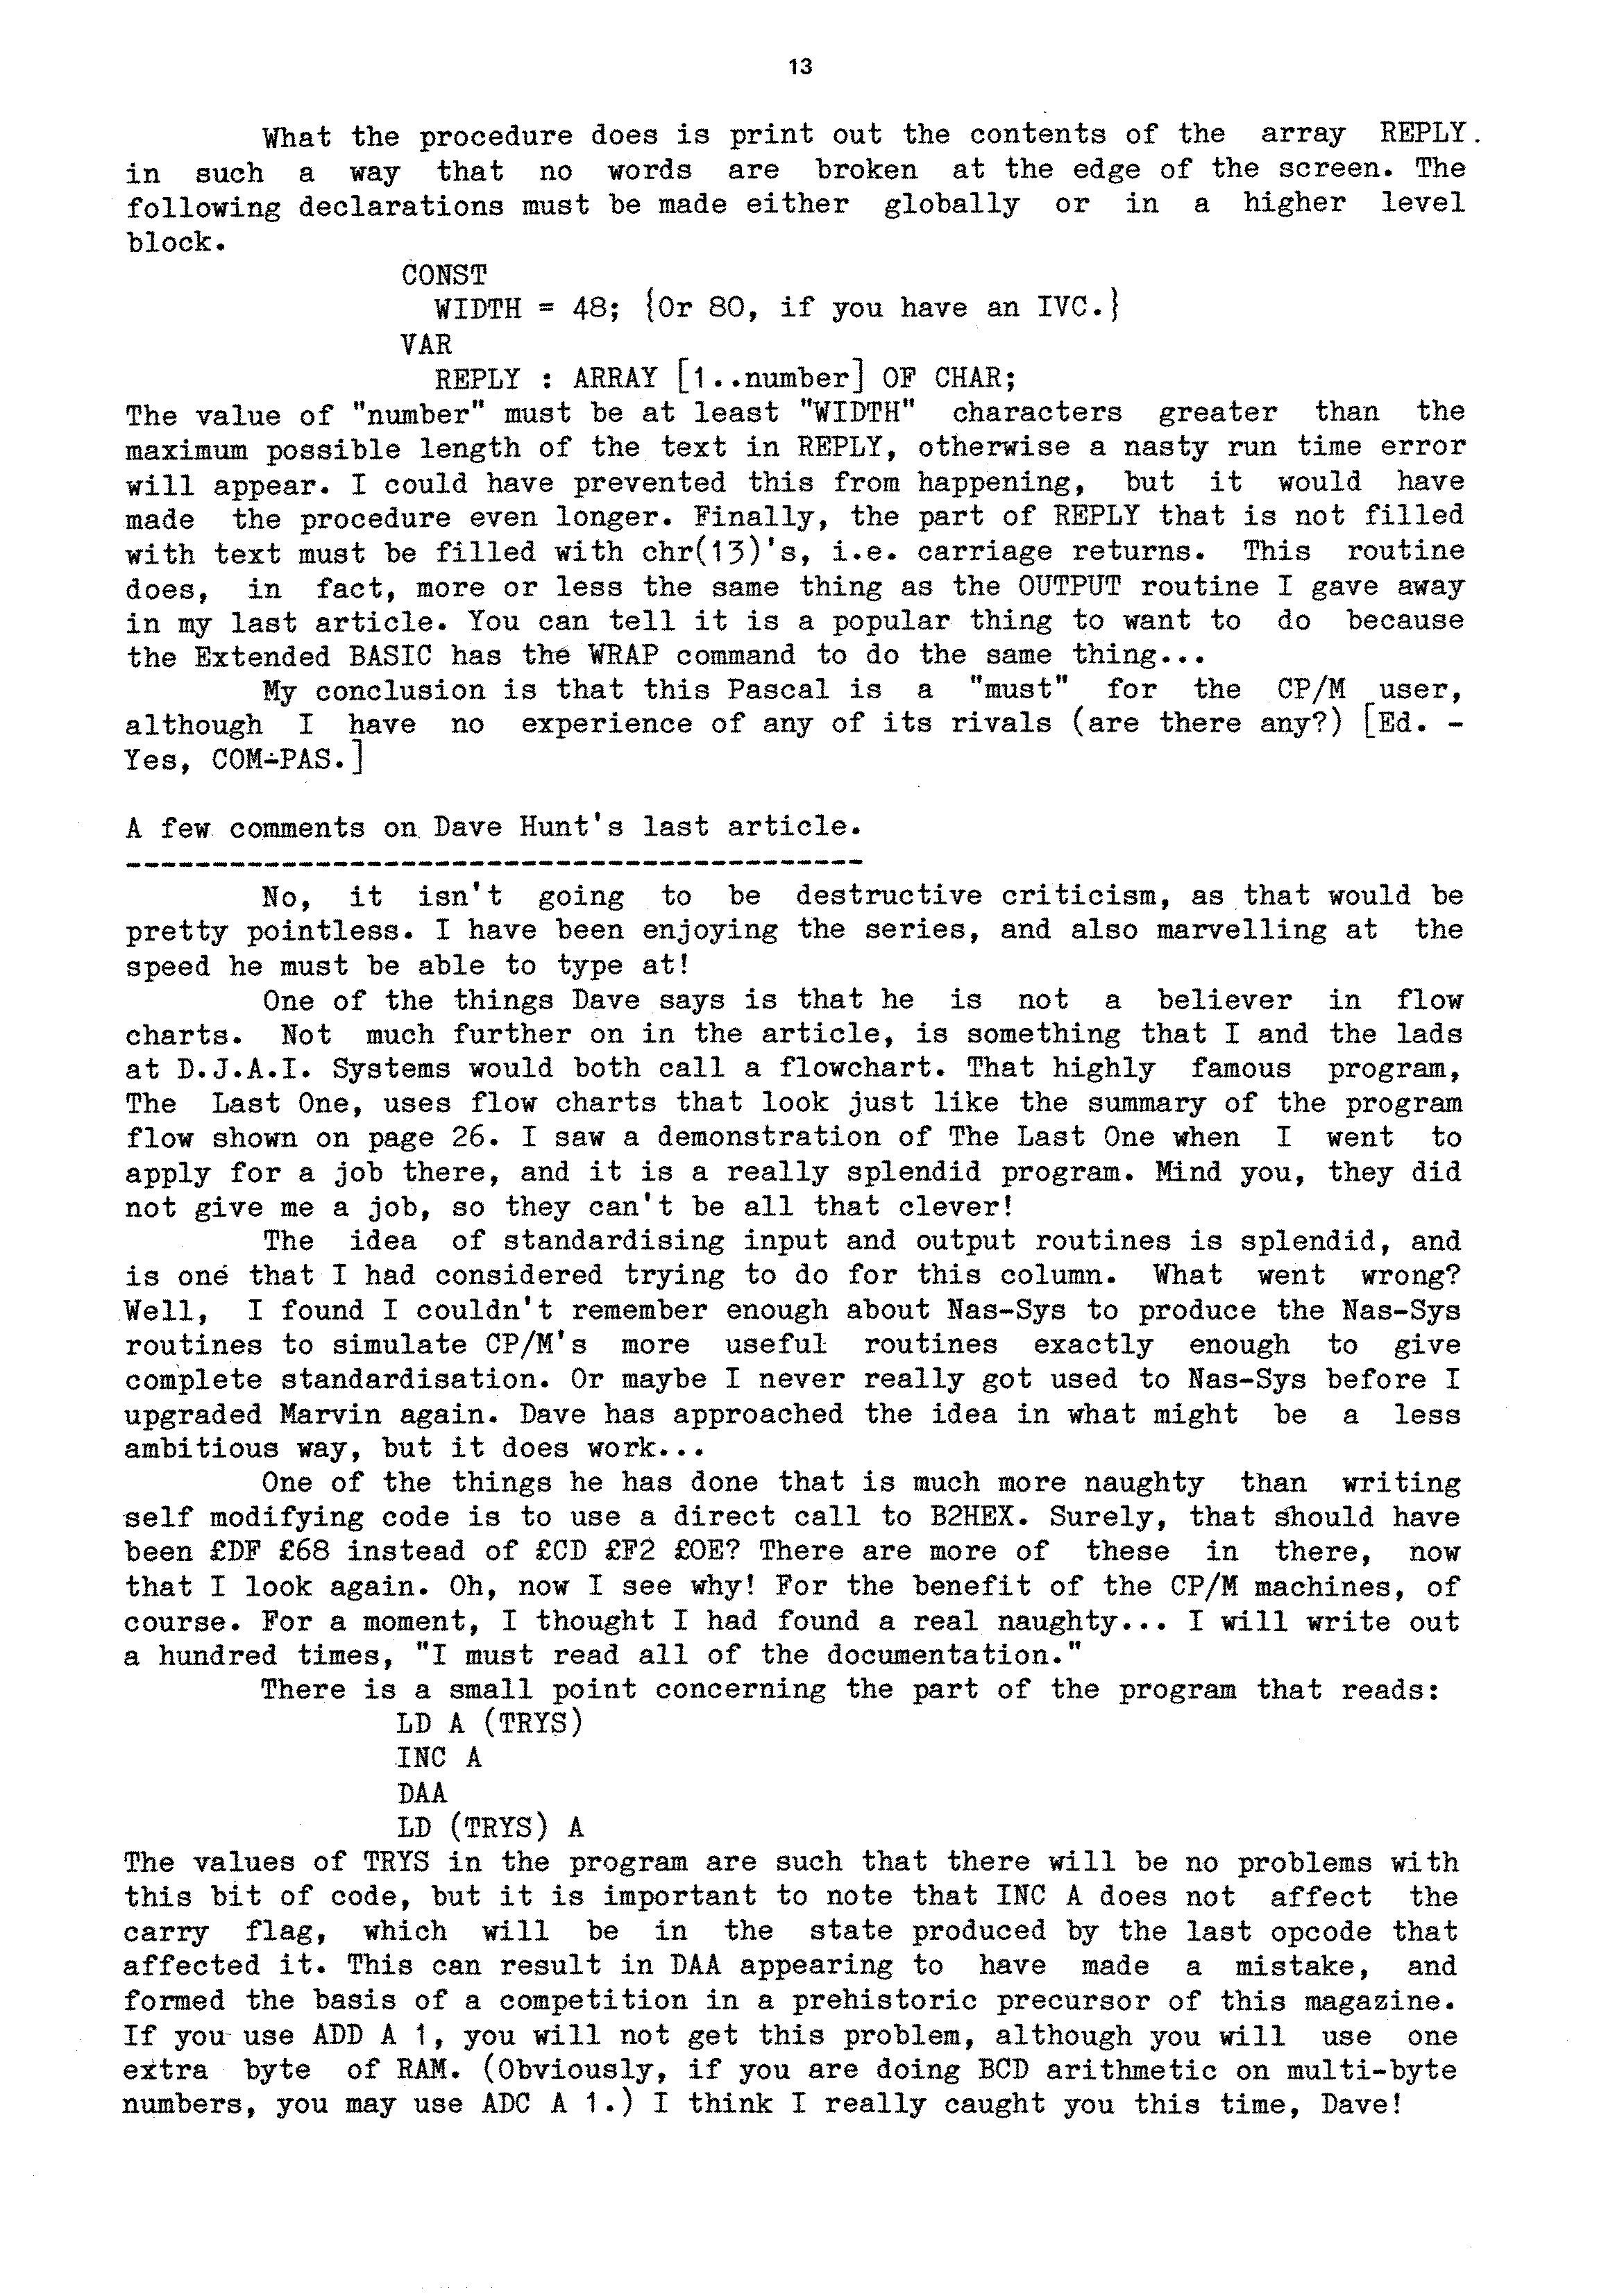 13
What the procedure does is print out the contents of the array REPLY.
in such a way that no words are broken at the edge of the screen. The
following declarations must be made either globally or in a higher level
block.
CONST
WIDTH = 48; {Or 80, if you have an IVC.}
VAR
REPLY : ARRAY [1..number] OF CHAR;
The value of "number" must be at least "WIDTH" characters greater than the
maximum possible length of the text in REPLY, otherwise a nasty run time error
will appear. I could have prevented this from happening, but it would have
made the procedure even longer. Finally, the part of REPLY that is not filled
with text must be filled with chr(13)'s, i.e. carriage returns. This routine
does, in fact, more or less the same thing as the OUTPUT routine I gave away
in my last article. You can tell it is a popular thing to want to do because
the Extended BASIC has the WRAP command to do the same thing...
My conclusion is that this Pascal is a "must" for the CP/M user,
although I have no experience of any of its rivals (are there any?) [Ed. -
Yes, COM-PAS.]
A few comments on Dave Hunt's last article.
-------------------------------------------
No, it isn't going to be destructive criticism, as that would be
pretty pointless. I have been enjoying the series, and also marvelling at the
speed he must be able to type at!
One of the things Dave says is that he is not a believer in flow
charts. Not much further on in the article, is something that I and the lads
at D.J.A.I. Systems would both call a flowchart. That highly famous program,
The Last One, uses flow charts that look just like the summary of the program
flow shown on page 26. I saw a demonstration of The Last One when I went to
apply for a job there, and it is a really splendid program. Mind you, they did
not give me a job, so they can't be all that clever!
The idea of standardising input and output routines is splendid, and
is one that I had considered trying to do for this column. What went wrong?
Well, I found I couldn't remember enough about Nas-Sys to produce the Nas-Sys
routines to simulate CP/M's more useful routines exactly enough to give
complete standardisation. Or maybe I never really got used to Nas-Sys before I
upgraded Marvin again. Dave has approached the idea in what might be a less
ambitious way, but it does work...
One of the things he has done that is much more naughty than writing
self modifying code is to use a direct call to B2HEX. Surely, that should have
been £DF £68 instead of £CD £F2 £0E? There are more of these in there, now
that I look again. Oh, now I see why! For the benefit of the CP/M machines, of
course. For a moment, I thought I had found a real naughty... I will write out
a hundred times, "I must read all of the documentation."
There is a small point concerning the part of the program that reads:
LD A (TRYS)
INC A
DAA
LD (TRYS) A
The values of TRYS in the program are such that there will be no problems with
this bit of code, but it is important to note that INC A does not affect the
carry flag, which will be in the state produced by the last opcode that
affected it. This can result in DAA appearing to have made a mistake, and
formed the basis of a competition in a prehistoric precursor of this magazine.
If you use ADD A 1, you will not get this problem, although you will use one
extra byte of RAM. (Obviously, if you are doing BCD arithmetic on multi-byte
numbers, you may use ADC A 1.) I think I really caught you this time, Dave!